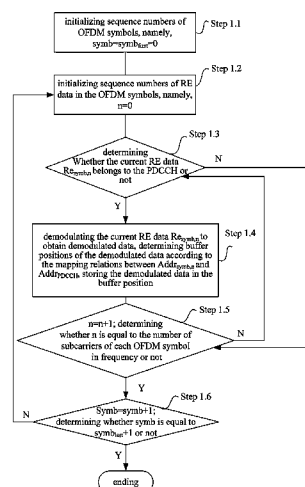 initializing sequence numbers of
OFDM symbols, namely,
symb=symbfirst=0
Step 1.1
initializing sequence numbers of RE
data in the OFDM symbols, namely,
n=0
Step 1.2
determining
Whether the current RE data
Resymb,n belongs to the PDCCH or
not
Step 1.3
N
Y
demodulating the current RE data Resymb,n to
obtain demodulated data, determining buffer
positions of the demodulated data according to
the mapping relations between Addrsymb,n and
AddrPDCCH, storing the demodulated data in the
buffer position
Step 1.4
n=n+1; determining
whether n is equal to the number of
subcarriers of each OFDM symbol
in frequency or not
Step 1.5
N
Y
Symb=symb+1;
determining whether symb is equal to
symblast+1 or not
Step 1.6
N
Y
ending